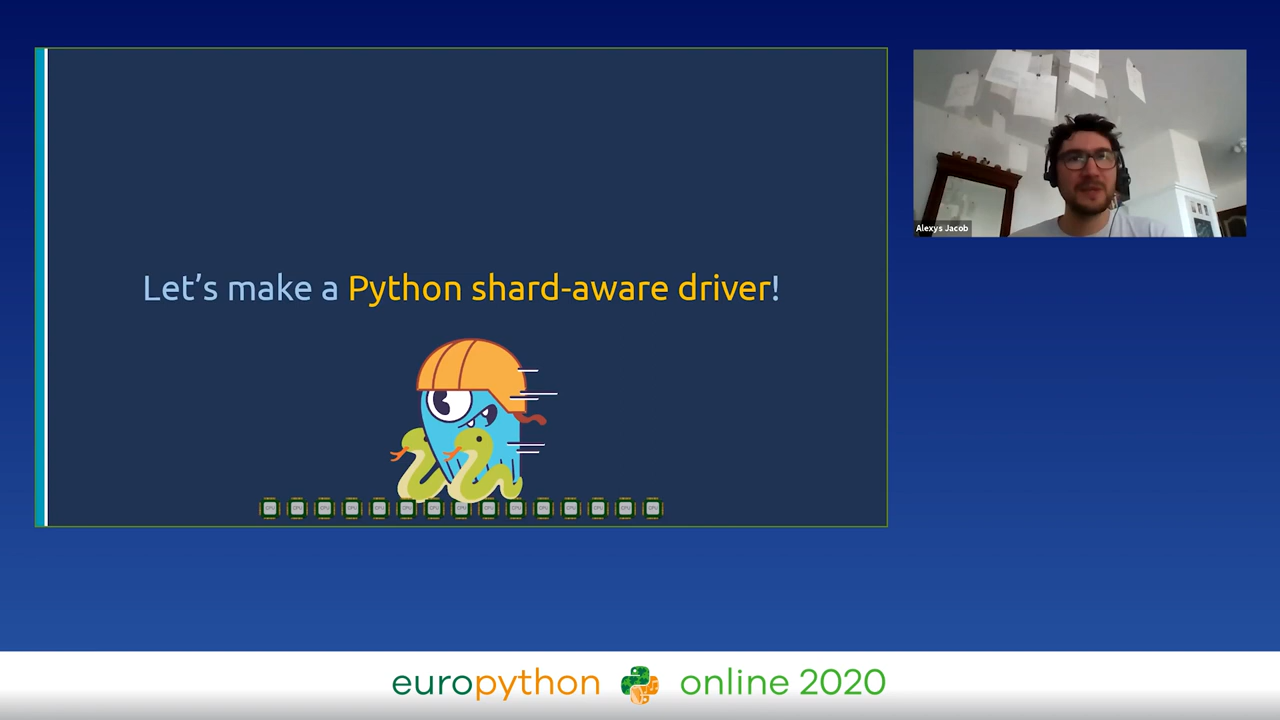 Let's make a Python shard-aware driver!
Alexys Jacob
europython online 2020